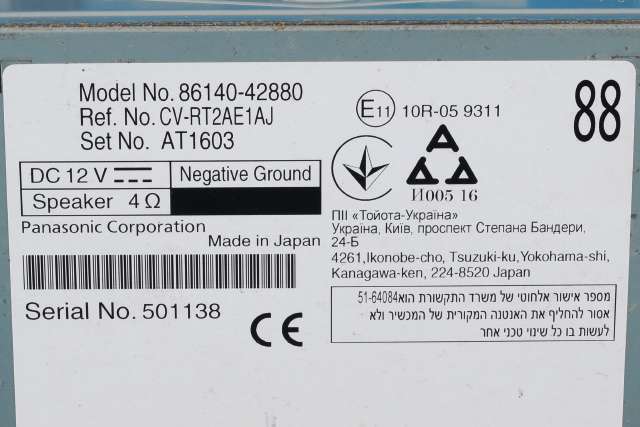 Model No. 86140-42880
Ref. No. CV-RT2AE1AJ
Set No. AT1603
DC 12 V
Negative Ground
Speaker 4 Ω
Panasonic Corporation
Made in Japan
Serial No. 501138
CE
E11 10R-05 9311
88
И005 16
ПІІ «Тойота-Україна»
Україна, Київ, проспект Степана Бандери,
24-Б
4261,Ikonobe-cho, Tsuzuki-ku,Yokohama-shi,
Kanagawa-ken, 224-8520 Japan
מספר אישור אלחוטי של משרד התקשורת הוא 51-64084
אסור להחליף את האנטנה המקורית של המכשיר ולא
לעשות בו כל שינוי טכני אחר